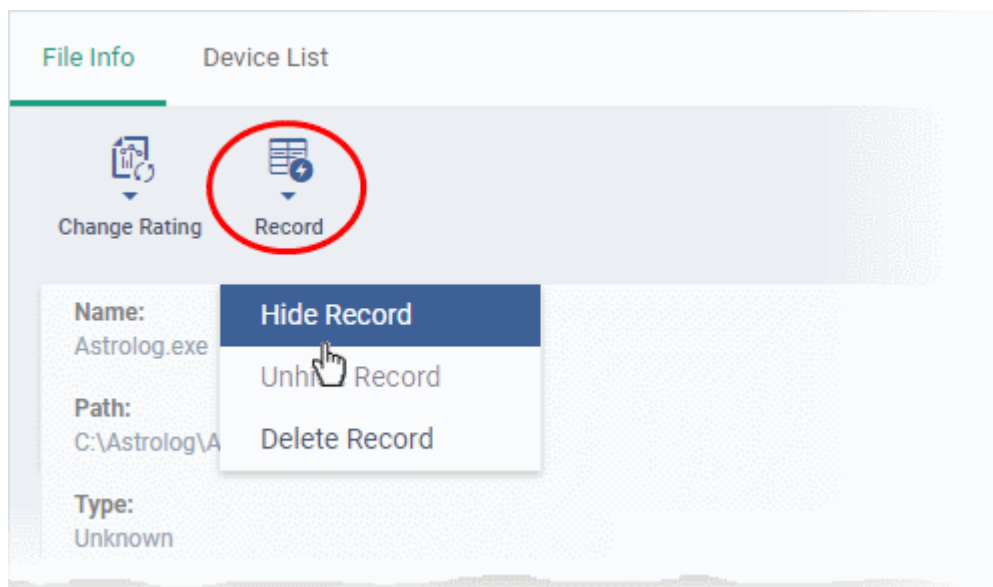 File Info
Device List
Change Rating
Record
Name:
Astrolog.exe
Path:
C:\Astrolog\A
Type:
Unknown
Hide Record
Record
Delete Record